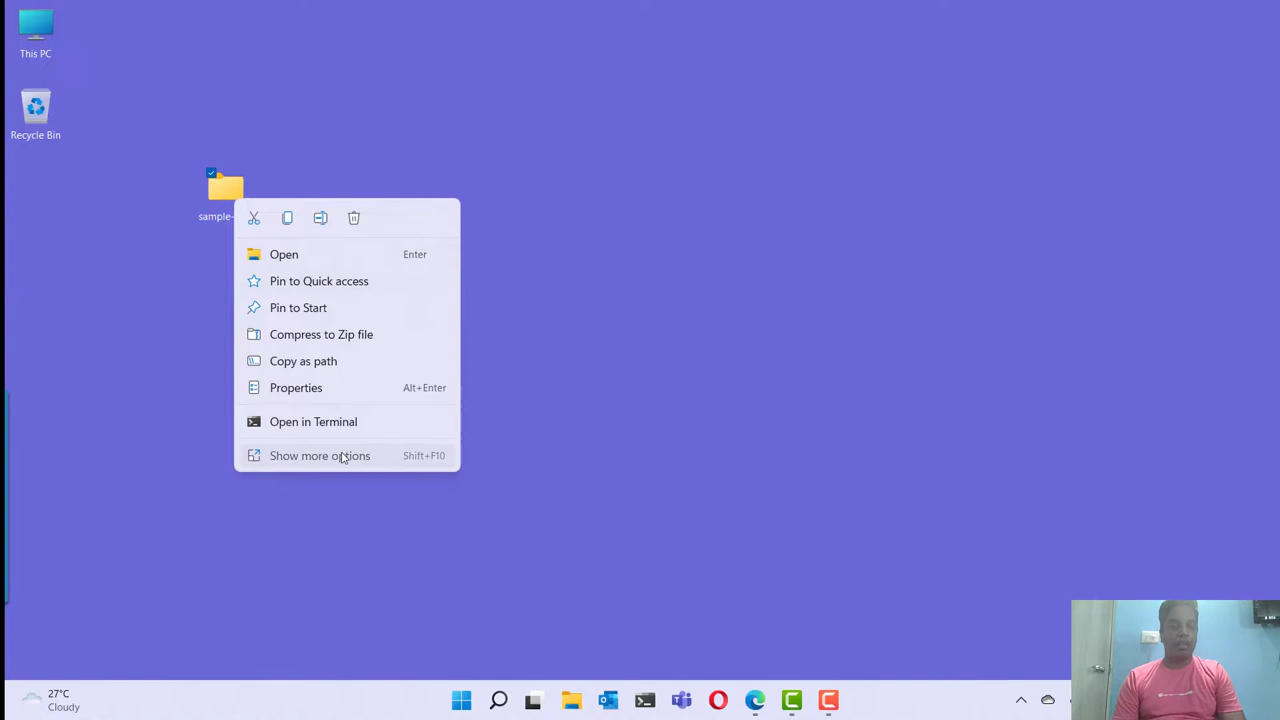 This PC
Recycle Bin
sample-
Open Enter
Pin to Quick access
Pin to Start
Compress to Zip file
Copy as path
Properties Alt+Enter
Open in Terminal
Show more options Shift+F10
27°C
Cloudy